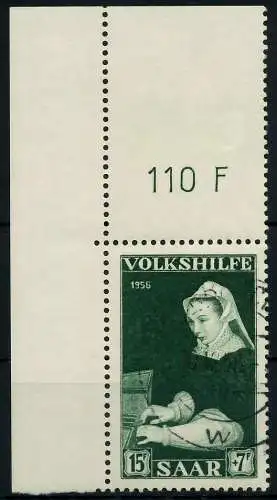 110 F
VOLKSHILFE
1956
W
15F +7F
SAAR